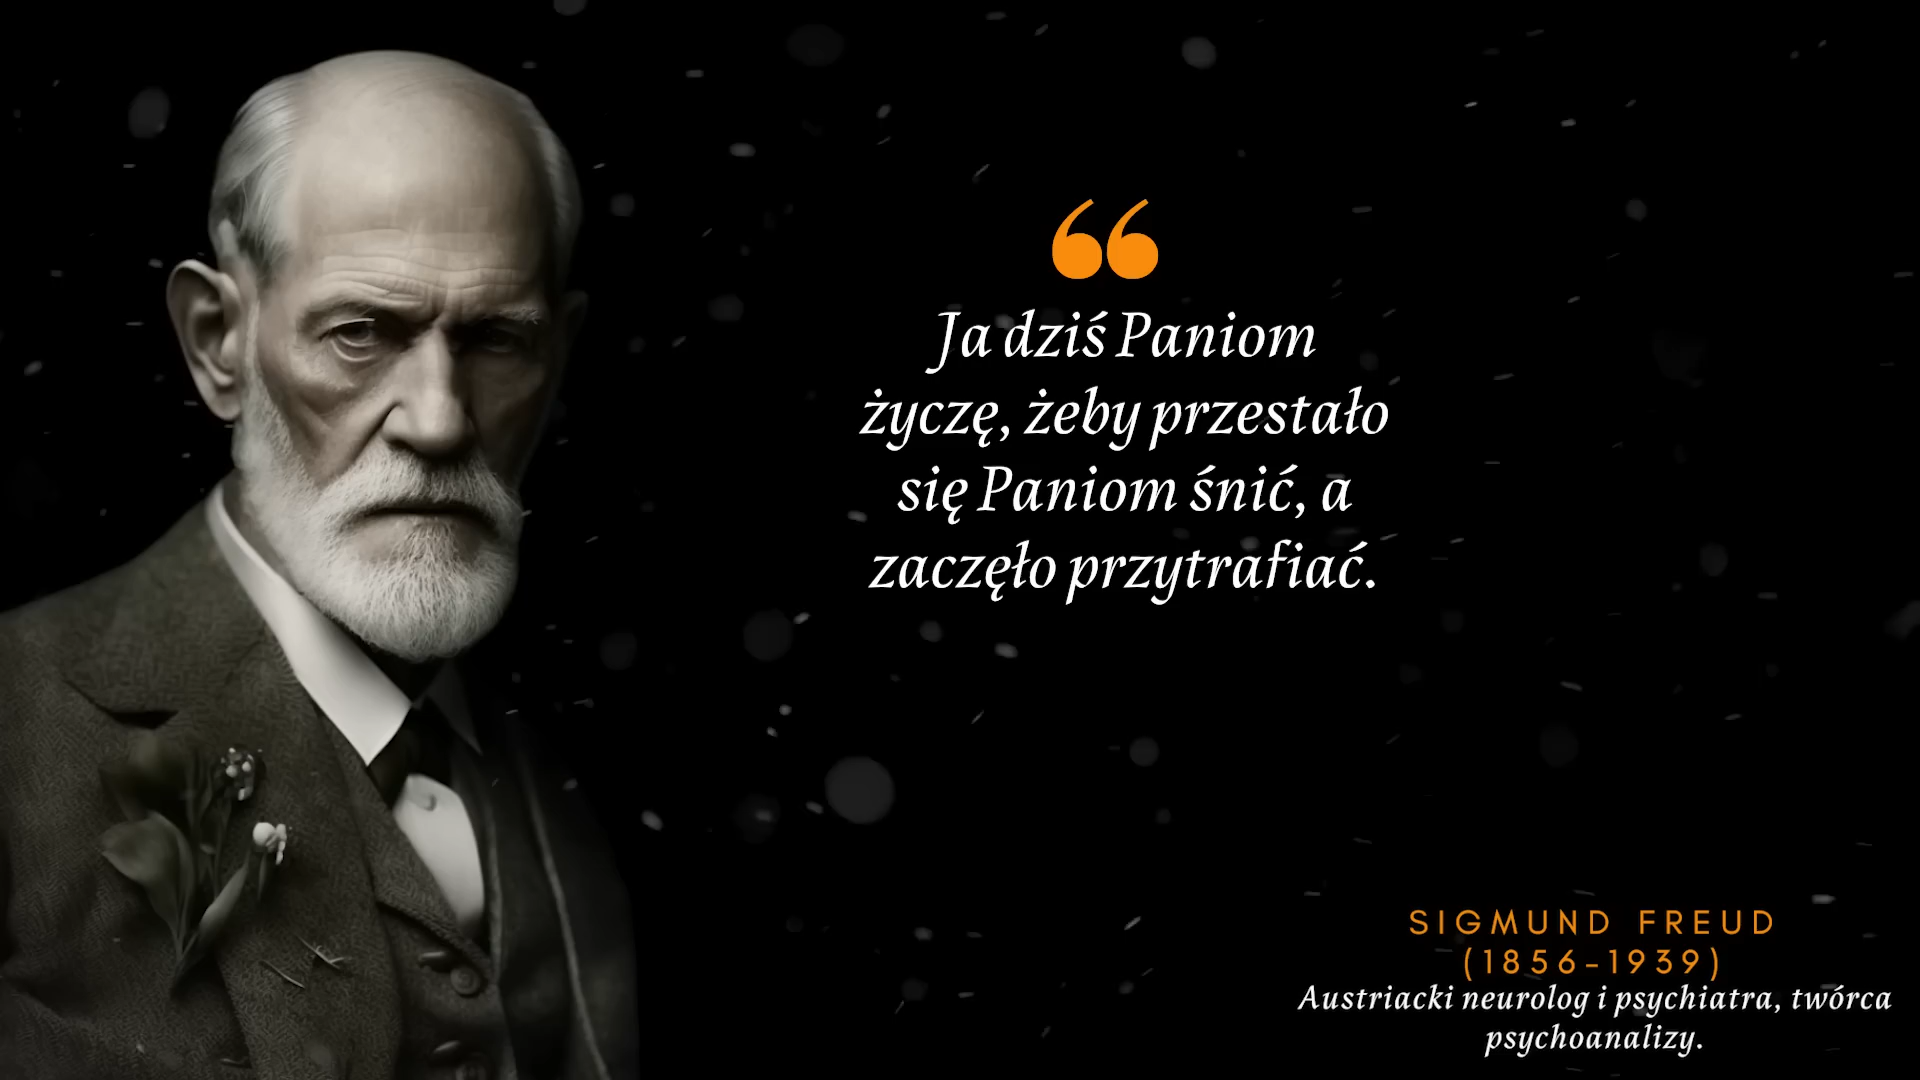 “
Ja dziś Paniom
życzę, żeby przestało
się Paniom śnić, a
zaczęło przytrafiać.
SIGMUND FREUD
(1856-1939)
Austriacki neurolog i psychiatra, twórca
psychoanalizy.